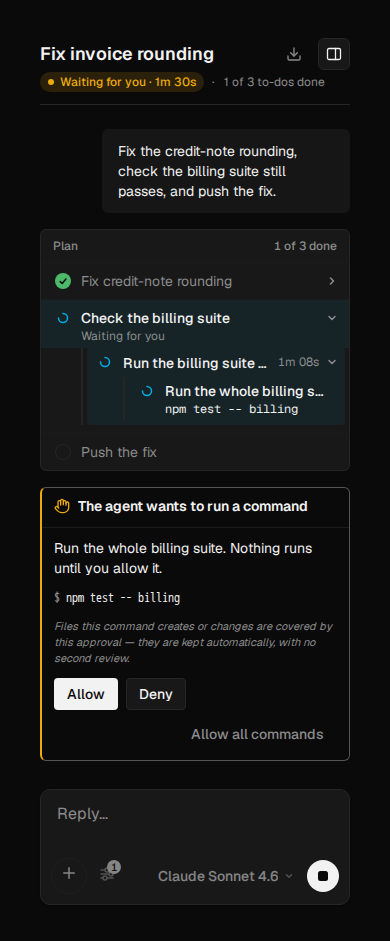 Fix invoice rounding
Waiting for you · 1m 30s · 1 of 3 to-dos done
Fix the credit-note rounding,
check the billing suite still
passes, and push the fix.
Plan 1 of 3 done
Fix credit-note rounding
Check the billing suite
Waiting for you
Run the billing suite ... 1m 08s
Run the whole billing s...
npm test -- billing
Push the fix
The agent wants to run a command
Run the whole billing suite. Nothing runs
until you allow it.
$ npm test -- billing
Files this command creates or changes are covered by
this approval — they are kept automatically, with no
second review.
Allow Deny
Allow all commands
Reply...
1
Claude Sonnet 4.6